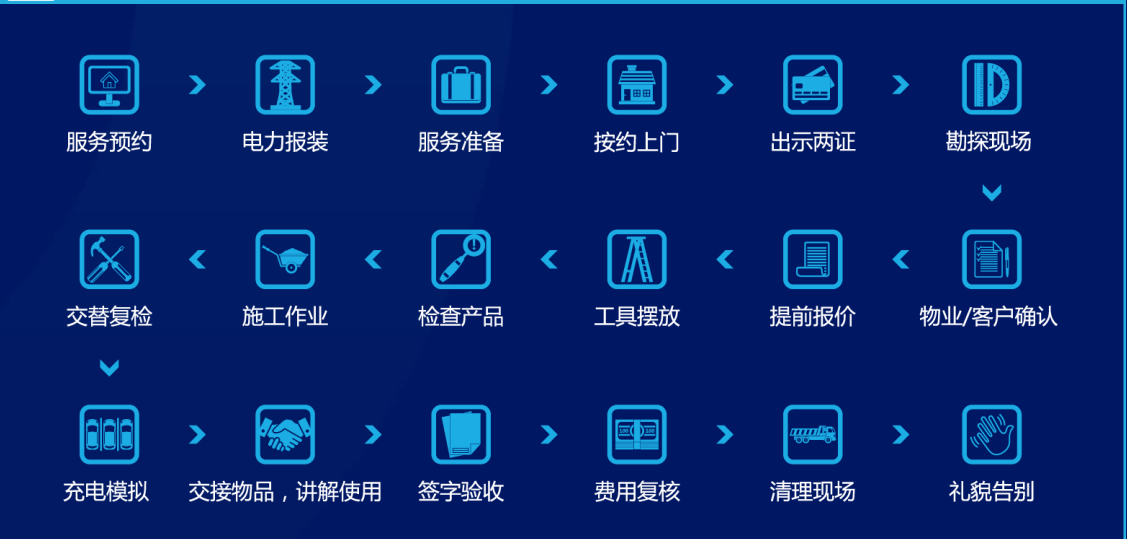 服务预约
电力报装
服务准备
按约上门
出示两证
勘探现场
物业/客户确认
提前报价
工具摆放
检查产品
施工作业
交替复检
充电模拟
交接物品，讲解使用
签字验收
费用复核
清理现场
礼貌告别